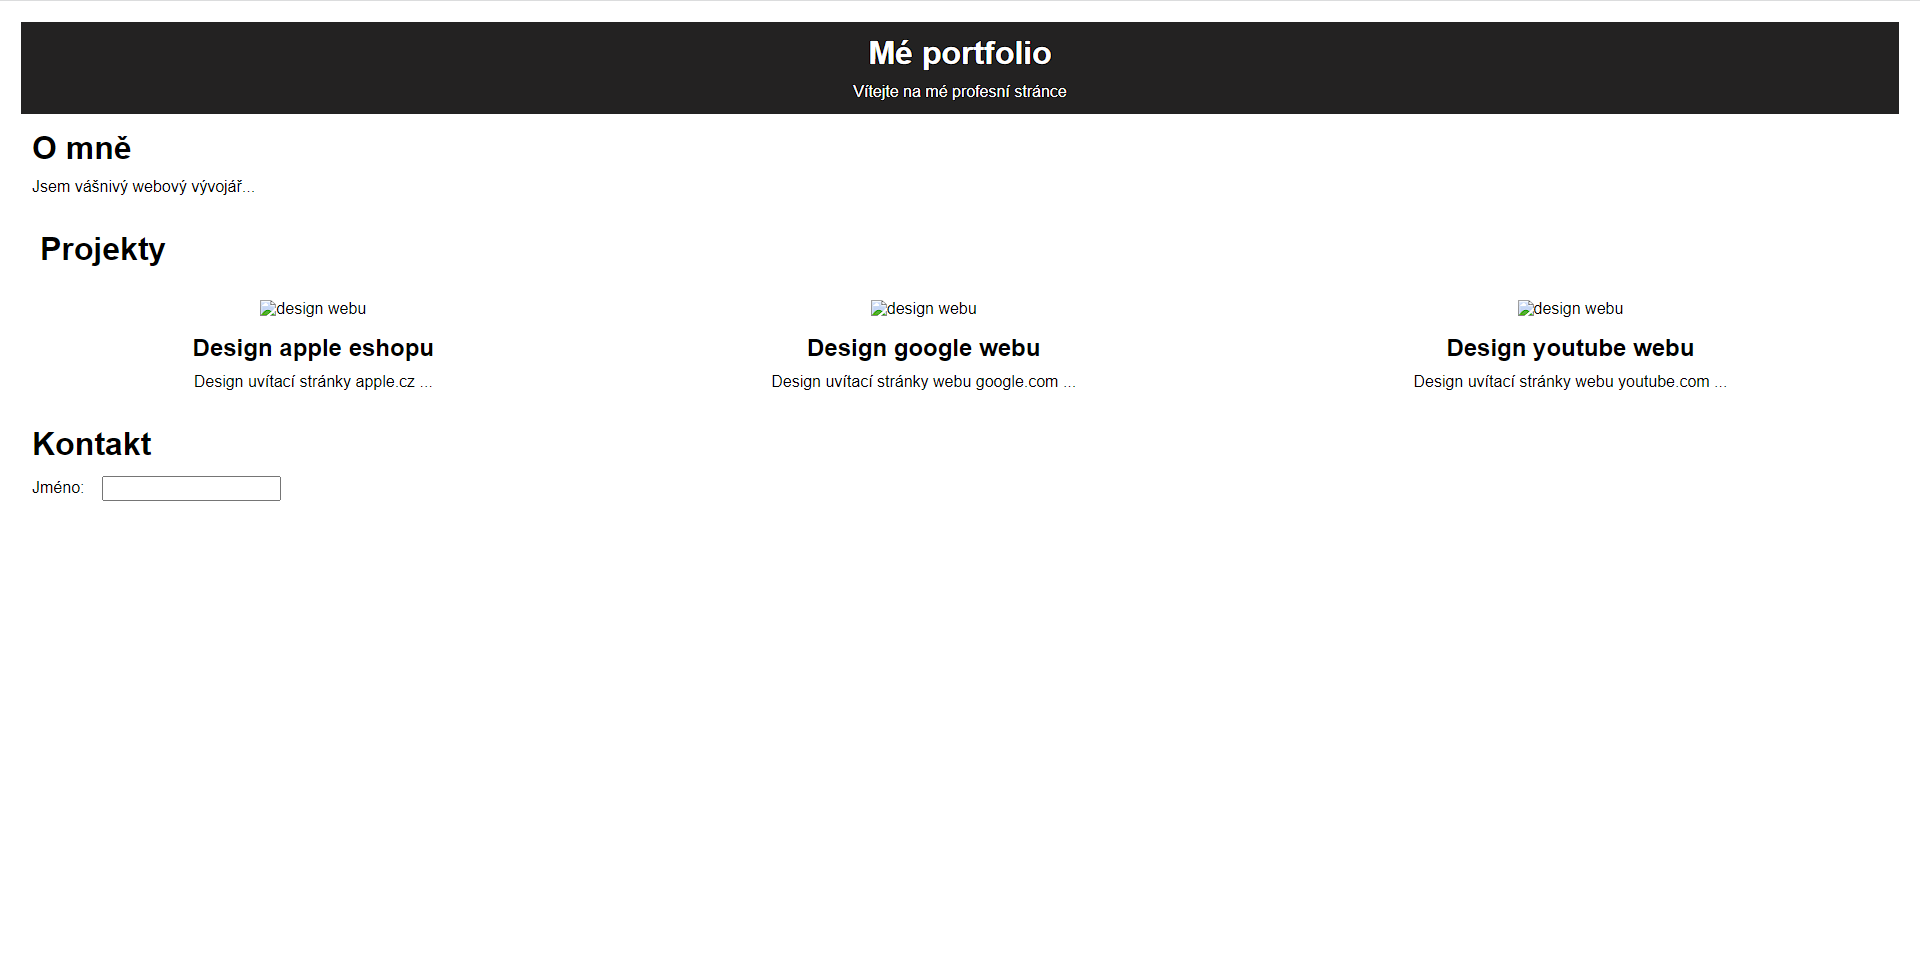 Mé portfolio
Vítejte na mé profesní stránce
O mně
Jsem vášnivý webový vývojář...
Projekty
design webu
design webu
design webu
Design apple eshopu
Design google webu
Design youtube webu
Design uvítací stránky apple.cz ...
Design uvítací stránky webu google.com ...
Design uvítací stránky webu youtube.com ...
Kontakt
Jméno: